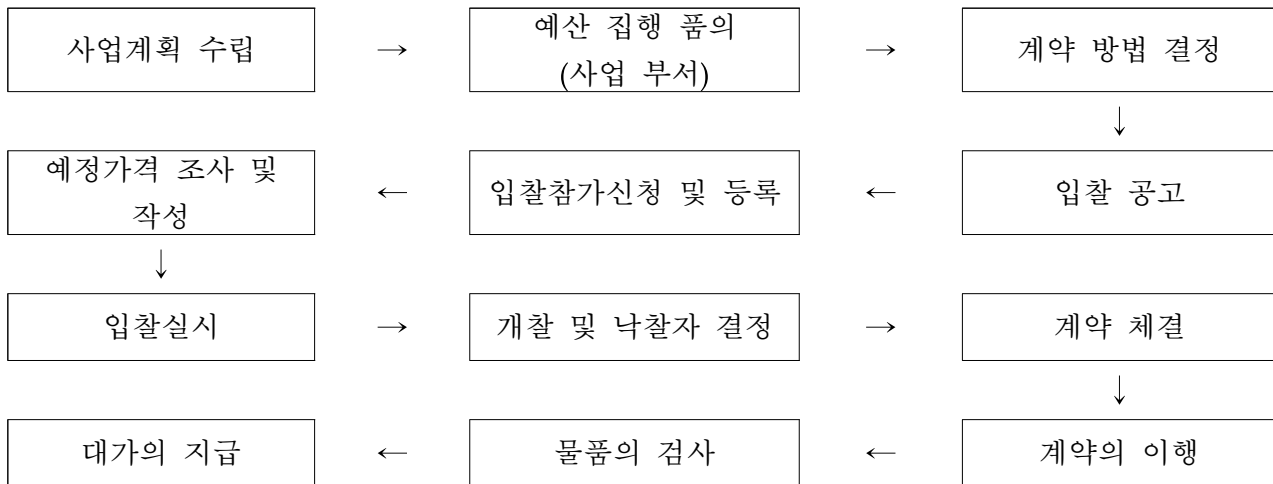 사업계획 수립 → 예산 집행 품의 → 계약 방법 결정
(사업 부서)
↓
예정가격 조사 및
작성 ← 입찰참가신청 및 등록 ← 입찰 공고
↓
입찰실시 → 개찰 및 낙찰자 결정 → 계약 체결
↓
대가의 지급 ← 물품의 검사 ← 계약의 이행